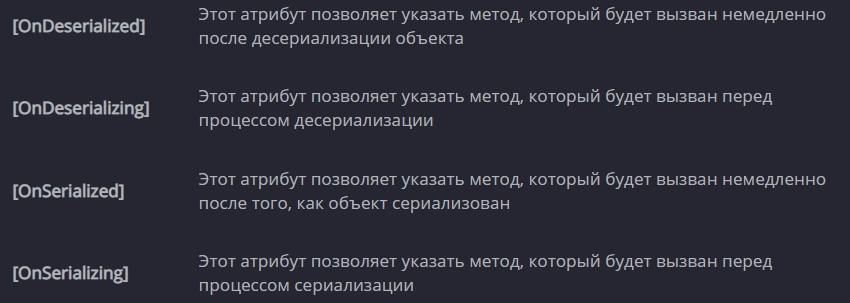 [OnDeserialized]
Этот атрибут позволяет указать метод, который будет вызван немедленно
после десериализации объекта
[OnDeserializing]
Этот атрибут позволяет указать метод, который будет вызван перед
процессом десериализации
[OnSerialized]
Этот атрибут позволяет указать метод, который будет вызван немедленно
после того, как объект сериализован
[OnSerializing]
Этот атрибут позволяет указать метод, который будет вызван перед
процессом сериализации